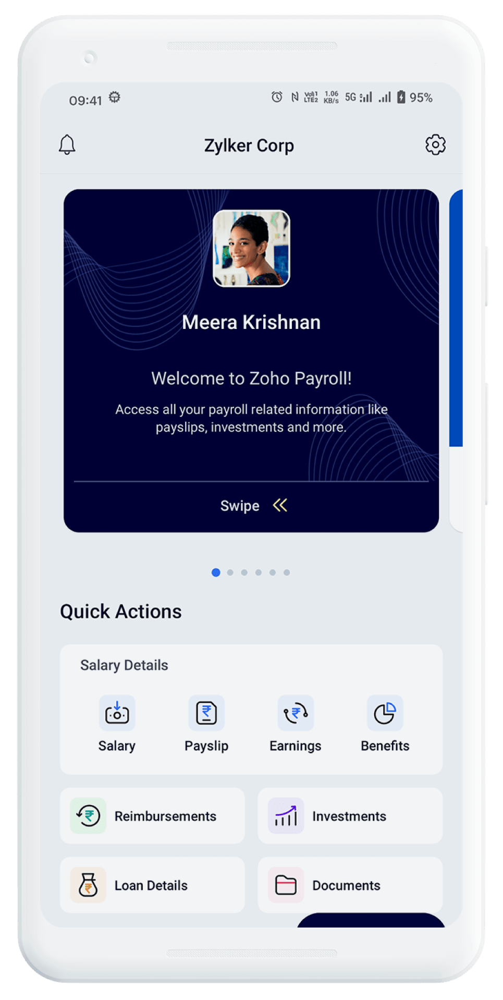 09:41 Vo)) 1 LTE2 1.06 KB/s 5G 95%
Zylker Corp
Meera Krishnan
Welcome to Zoho Payroll!
Access all your payroll related information like
payslips, investments and more.
Swipe
Quick Actions
Salary Details
Salary Payslip Earnings Benefits
Reimbursements Investments
Loan Details Documents